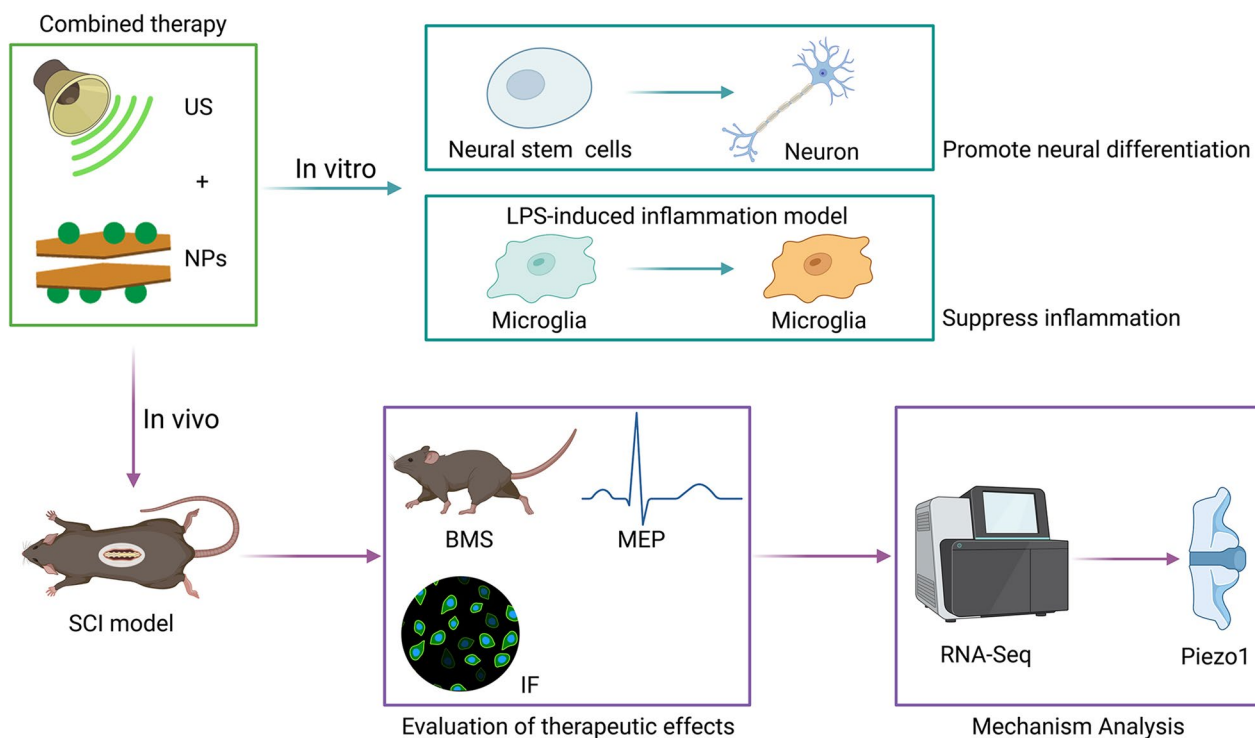 Combined therapy
US
+
NPs
In vitro
Neural stem cells
Neuron
Promote neural differentiation
LPS-induced inflammation model
Microglia
Microglia
Suppress inflammation
In vivo
SCI model
BMS
MEP
IF
Evaluation of therapeutic effects
RNA-Seq
Piezo1
Mechanism Analysis